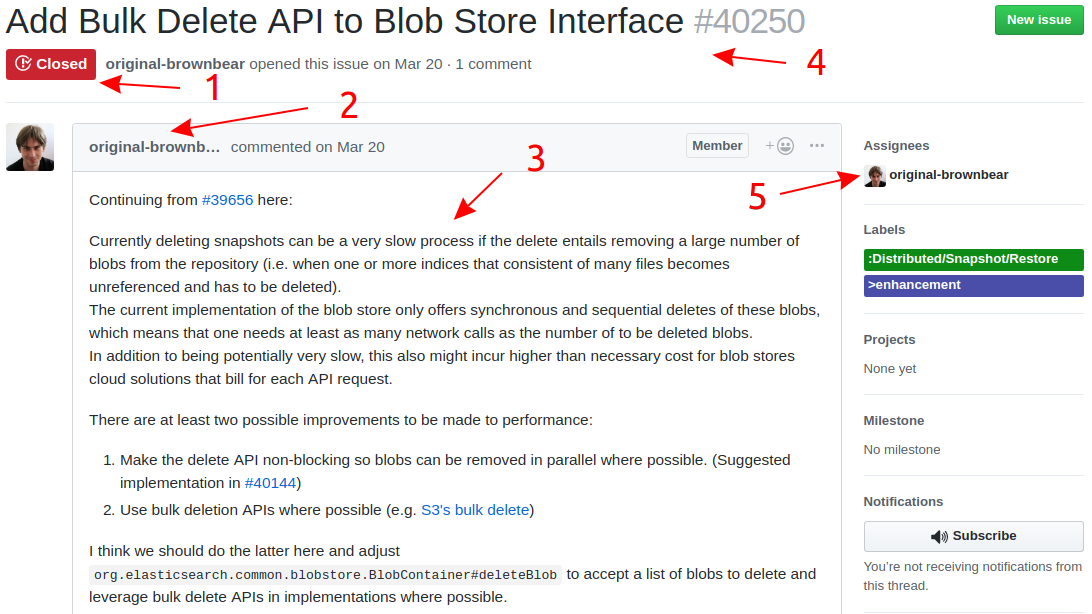 Add Bulk Delete API to Blob Store Interface #40250
New issue
Closed original-brownbear opened this issue on Mar 20 · 1 comment
4
1
2
original-brownb... commented on Mar 20
Member
3
Continuing from #39656 here:
Currently deleting snapshots can be a very slow process if the delete entails removing a large number of
blobs from the repository (i.e. when one or more indices that consistent of many files becomes
unreferenced and has to be deleted).
The current implementation of the blob store only offers synchronous and sequential deletes of these blobs,
which means that one needs at least as many network calls as the number of to be deleted blobs.
In addition to being potentially very slow, this also might incur higher than necessary cost for blob stores
cloud solutions that bill for each API request.
There are at least two possible improvements to be made to performance:
1. Make the delete API non-blocking so blobs can be removed in parallel where possible. (Suggested
implementation in #40144)
2. Use bulk deletion APIs where possible (e.g. S3's bulk delete)
I think we should do the latter here and adjust
org.elasticsearch.common.blobstore.BlobContainer#deleteBlob to accept a list of blobs to delete and
leverage bulk delete APIs in implementations where possible.
Assignees
original-brownbear
5
Labels
:Distributed/Snapshot/Restore
>enhancement
Projects
None yet
Milestone
No milestone
Notifications
Subscribe
You're not receiving notifications from
this thread.